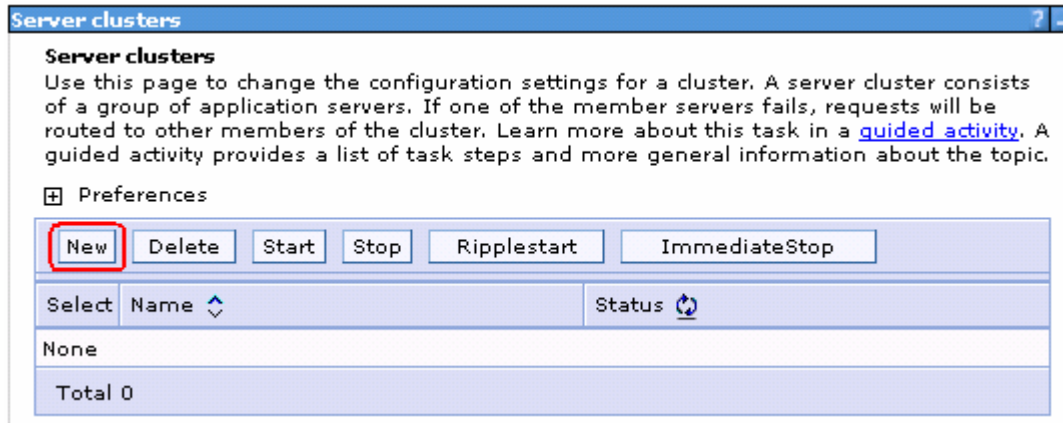 Server clusters ? -
Server clusters
Use this page to change the configuration settings for a cluster. A server cluster consists
of a group of application servers. If one of the member servers fails, requests will be
routed to other members of the cluster. Learn more about this task in a guided activity. A
guided activity provides a list of task steps and more general information about the topic.
+ Preferences
New Delete Start Stop Ripplestart ImmediateStop
Select Name Status
None
Total 0